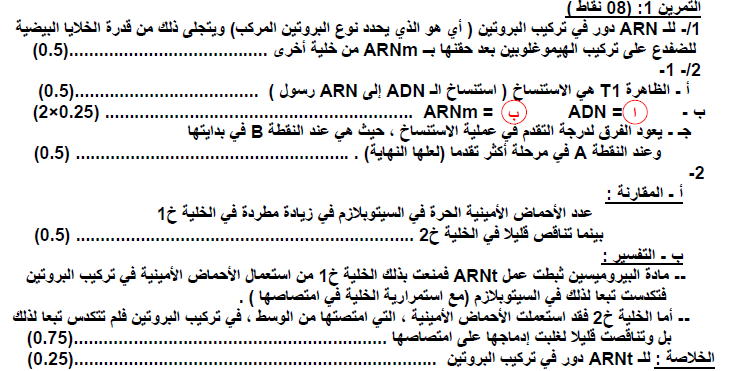 التمرين 1: (08 نقاط)
1/- للـ ARN دور في تركيب البروتين ( أي هو الذي يحدد نوع البروتين المركب) ويتجلى ذلك من قدرة الخلايا البيضية
للضفدع على تركيب الهيموغلوبين بعد حقنها بـ ARNm من خلية أخرى ......................................(0.5)
2/- 1-
أ - الظاهرة T1 هي الاستنساخ ( استنساخ الـ ADN إلى ARN رسول ) ..................................(0.5)
ب - ا = ADN ب = ARNm ......................................................(2×0.25)
جـ - يعود الفرق لدرجة التقدم في عملية الاستنساخ ، حيث هي عند النقطة B في بدايتها
وعند النقطة A في مرحلة أكثر تقدما (لعلها النهاية) . ................................................(0.5)
2-
أ - المقارنة :
عدد الأحماض الأمينية الحرة في السيتوبلازم في زيادة مطردة في الخلية خ1
بينما تناقص قليلا في الخلية خ2 ............................................................(0.5)
ب - التفسير :
-- مادة البيروميسين ثبطت عمل ARNt فمنعت بذلك الخلية خ1 من استعمال الأحماض الأمينية في تركيب البروتين
فتكدست تبعا لذلك في السيتوبلازم (مع استمرارية الخلية في امتصاصها ) .
-- أما الخلية خ2 فقد استعملت الأحماض الأمينية ، التي امتصتها من الوسط ، في تركيب البروتين فلم تتكدس تبعا لذلك
بل وتناقصت قليلا لغلبت إدماجها على امتصاصها ......................................................(0.75)
الخلاصة : للـ ARNt دور في تركيب البروتين ......................................................(0.25)